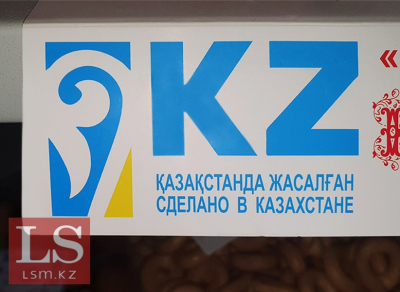 KZ
«
ҚАЗАҚСТАНДА ЖАСАЛҒАН
СДЕЛАНО В КАЗАХСТАНЕ
LS
LSM.KZ